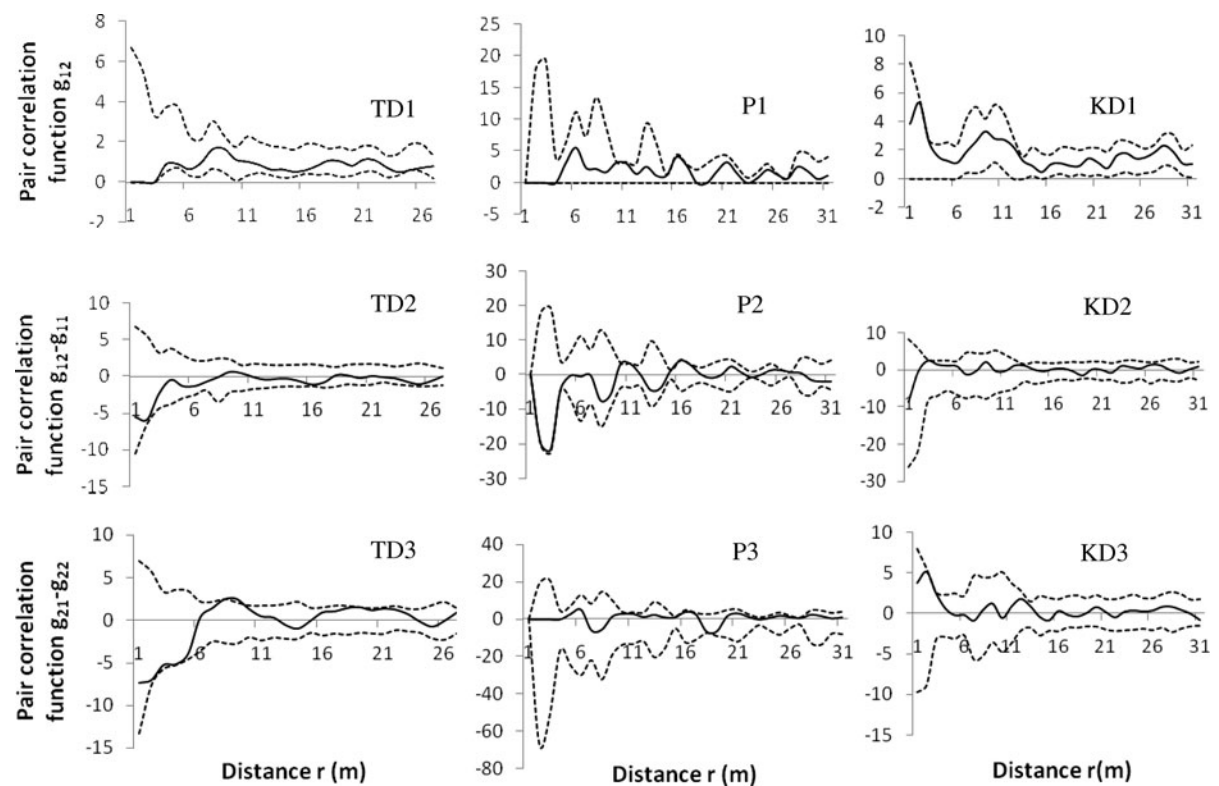 Pair correlation
function g12
8
6
4
2
0
-2
1 6 11 16 21 26
TD1
25
20
15
10
5
0
-5
1 6 11 16 21 26 31
P1
10
8
6
4
2
0
-2
1 6 11 16 21 26 31
KD1
Pair correlation
function g12-g11
10
5
0
-5
-10
-15
1 6 11 16 21 26
TD2
30
20
10
0
-10
-20
-30
1 6 11 16 21 26 31
P2
20
10
0
-10
-20
-30
1 6 11 16 21 26 31
KD2
Pair correlation
function g21-g22
10
5
0
-5
-10
-15
1 6 11 16 21 26
TD3
40
20
0
-20
-40
-60
-80
1 6 11 16 21 26 31
P3
10
5
0
-5
-10
-15
1 6 11 16 21 26 31
KD3
Distance r (m)
Distance r (m)
Distance r(m)